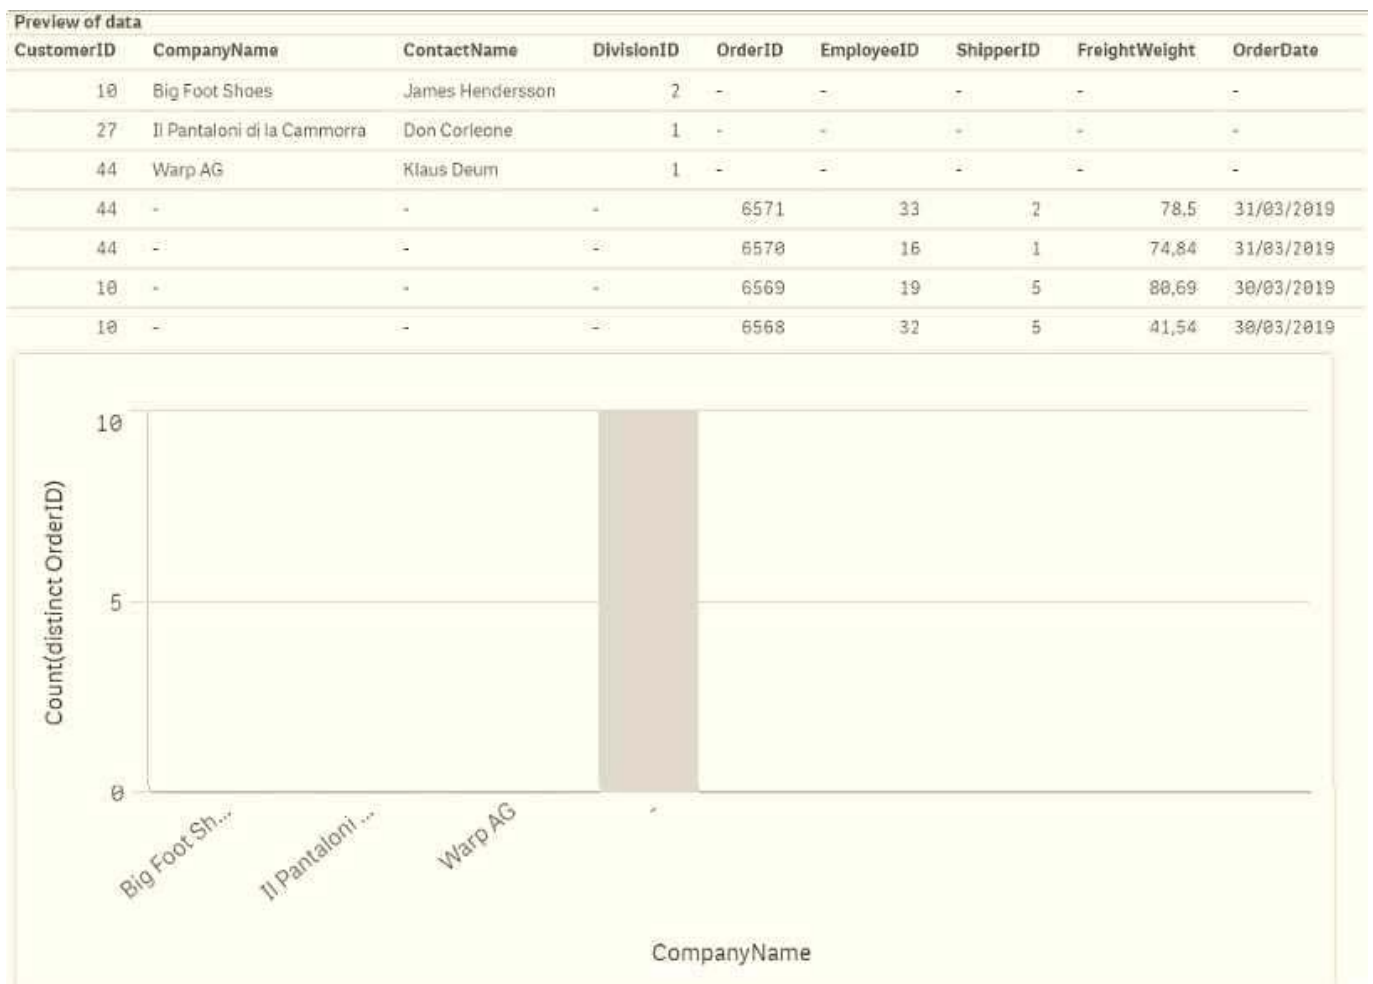 Preview of data
CustomerID CompanyName ContactName DivisionID OrderID EmployeeID ShipperID FreightWeight OrderDate
10 Big Foot Shoes James Hendersson 2 - - - - -
27 Il Pantaloni di la Cammorra Don Corleone 1 - - - - -
44 Warp AG Klaus Deum 1 - - - - -
44 - - - 6571 33 2 78,5 31/03/2019
44 - - - 6570 16 1 74,84 31/03/2019
10 - - - 6569 19 5 80,69 30/03/2019
10 - - - 6568 32 5 41,54 30/03/2019
10
5
0
Count(distinct OrderID)
Big Foot Sh... Il Pantaloni ... Warp AG -
CompanyName